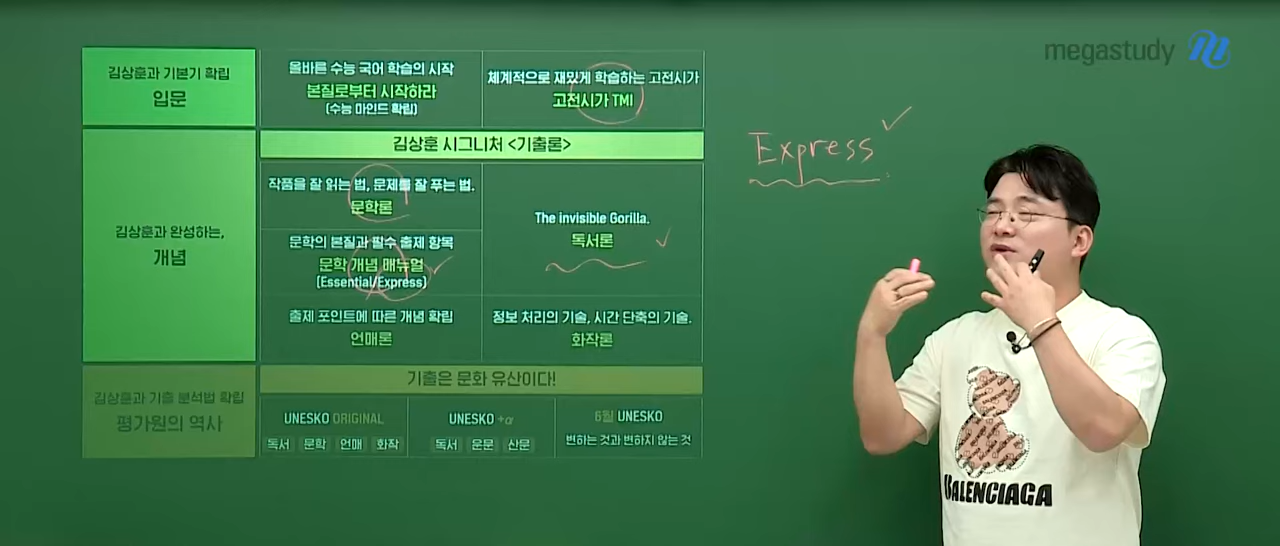 megastudy
김상훈과 기본기 확립
입문
올바른 수능 국어 학습의 시작
본질로부터 시작하라
(수능 마인드 확립)
체계적으로 재밌게 학습하는 고전시가
고전시가 TMI
김상훈과 완성하는,
개념
김상훈 시그니처 <기출론>
작품을 잘 읽는 법, 문제를 잘 푸는 법.
문학론
The invisible Gorilla.
독서론
문학의 본질과 필수 출제 항목
문학 개념 매뉴얼
(Essential/Express)
출제 포인트에 따른 개념 확립
언매론
정보 처리의 기술, 시간 단축의 기술.
화작론
김상훈과 기출 분석법 확립
평가원의 역사
기출은 문화 유산이다!
UNESKO ORIGINAL
독서 문학 언매 화작
UNESKO +α
독서 운문 산문
6월 UNESKO
변하는 것과 변하지 않는 것
Express
BALENCIAGA